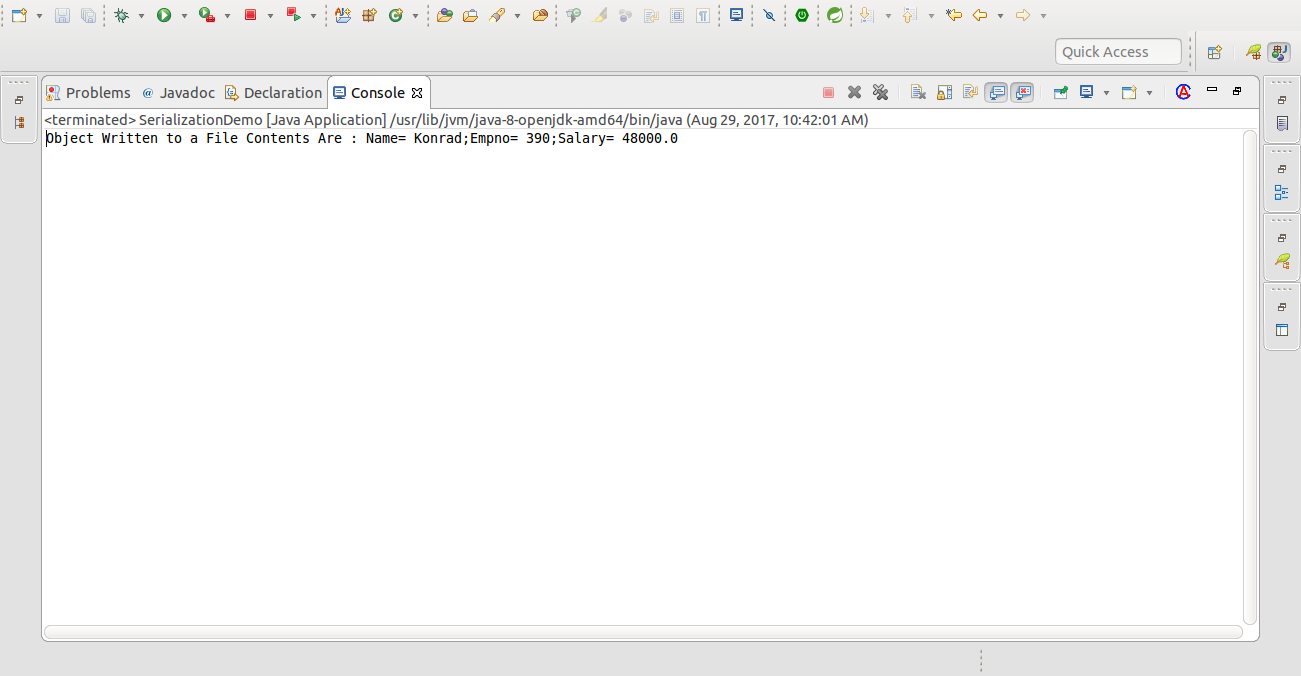 Quick Access
Problems @ Javadoc Declaration Console
<terminated> SerializationDemo [Java Application] /usr/lib/jvm/java-8-openjdk-amd64/bin/java (Aug 29, 2017, 10:42:01 AM)
Object Written to a File Contents Are : Name= Konrad;Empno= 390;Salary= 48000.0